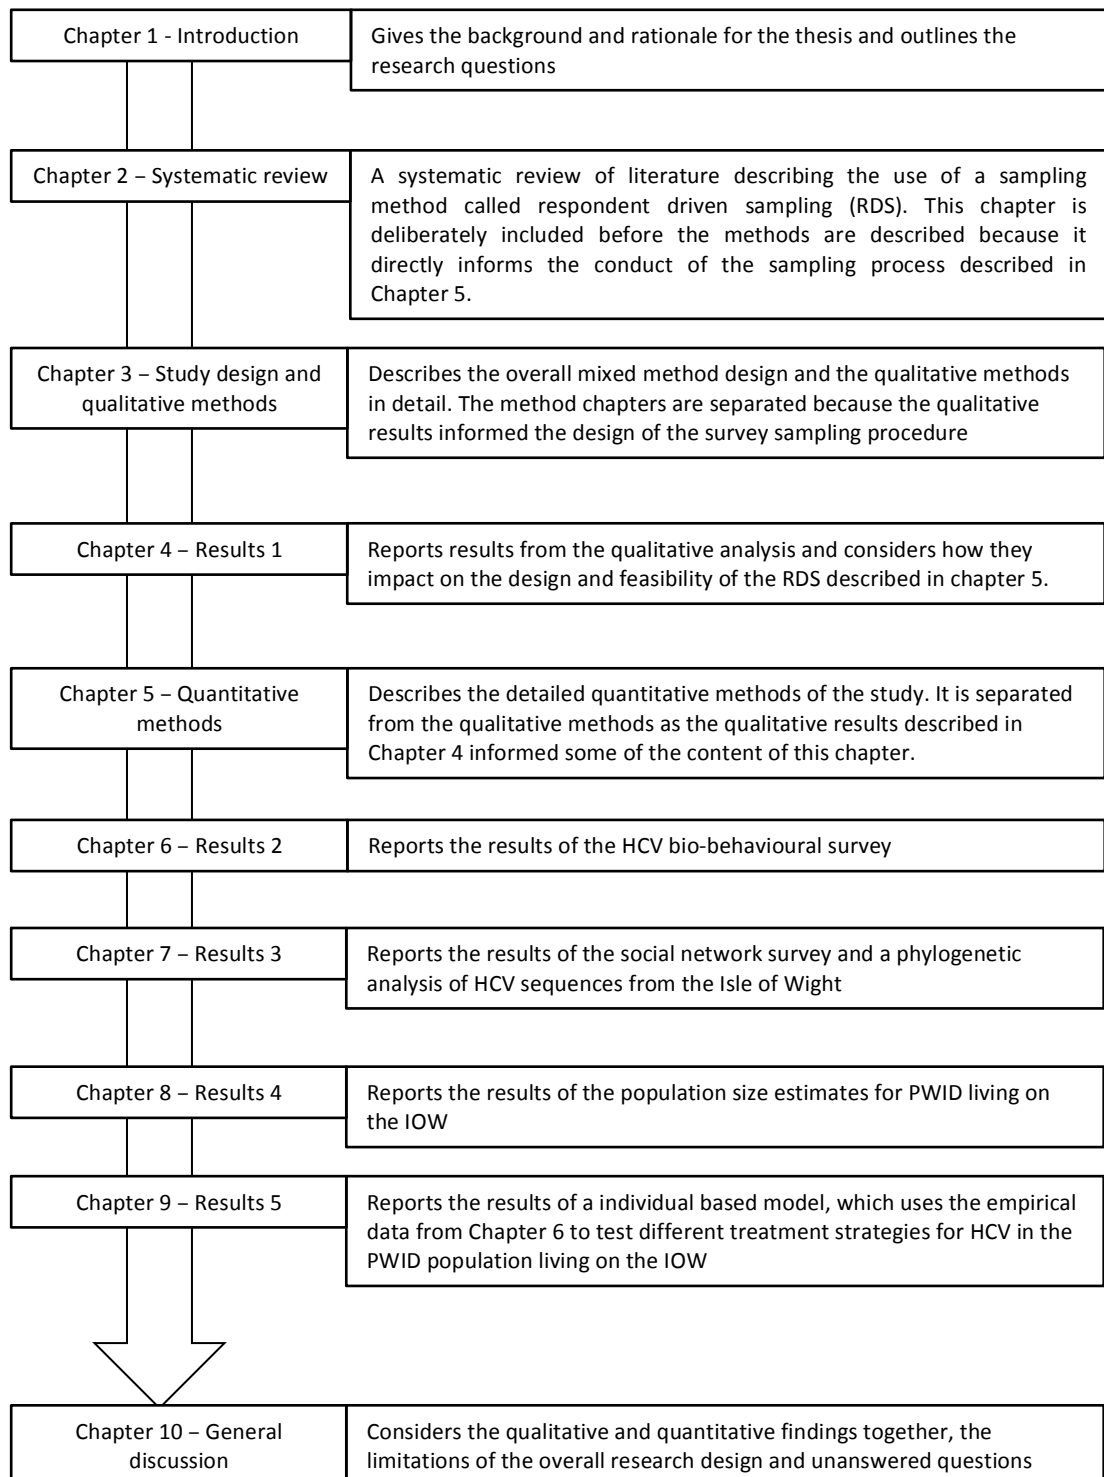 Chapter 1 - Introduction
Gives the background and rationale for the thesis and outlines the
research questions
Chapter 2 – Systematic review
A systematic review of literature describing the use of a sampling
method called respondent driven sampling (RDS). This chapter is
deliberately included before the methods are described because it
directly informs the conduct of the sampling process described in
Chapter 5.
Chapter 3 – Study design and
qualitative methods
Describes the overall mixed method design and the qualitative methods
in detail. The method chapters are separated because the qualitative
results informed the design of the survey sampling procedure
Chapter 4 – Results 1
Reports results from the qualitative analysis and considers how they
impact on the design and feasibility of the RDS described in chapter 5.
Chapter 5 – Quantitative
methods
Describes the detailed quantitative methods of the study. It is separated
from the qualitative methods as the qualitative results described in
Chapter 4 informed some of the content of this chapter.
Chapter 6 – Results 2
Reports the results of the HCV bio-behavioural survey
Chapter 7 – Results 3
Reports the results of the social network survey and a phylogenetic
analysis of HCV sequences from the Isle of Wight
Chapter 8 – Results 4
Reports the results of the population size estimates for PWID living on
the IOW
Chapter 9 – Results 5
Reports the results of a individual based model, which uses the empirical
data from Chapter 6 to test different treatment strategies for HCV in the
PWID population living on the IOW
Chapter 10 – General
discussion
Considers the qualitative and quantitative findings together, the
limitations of the overall research design and unanswered questions